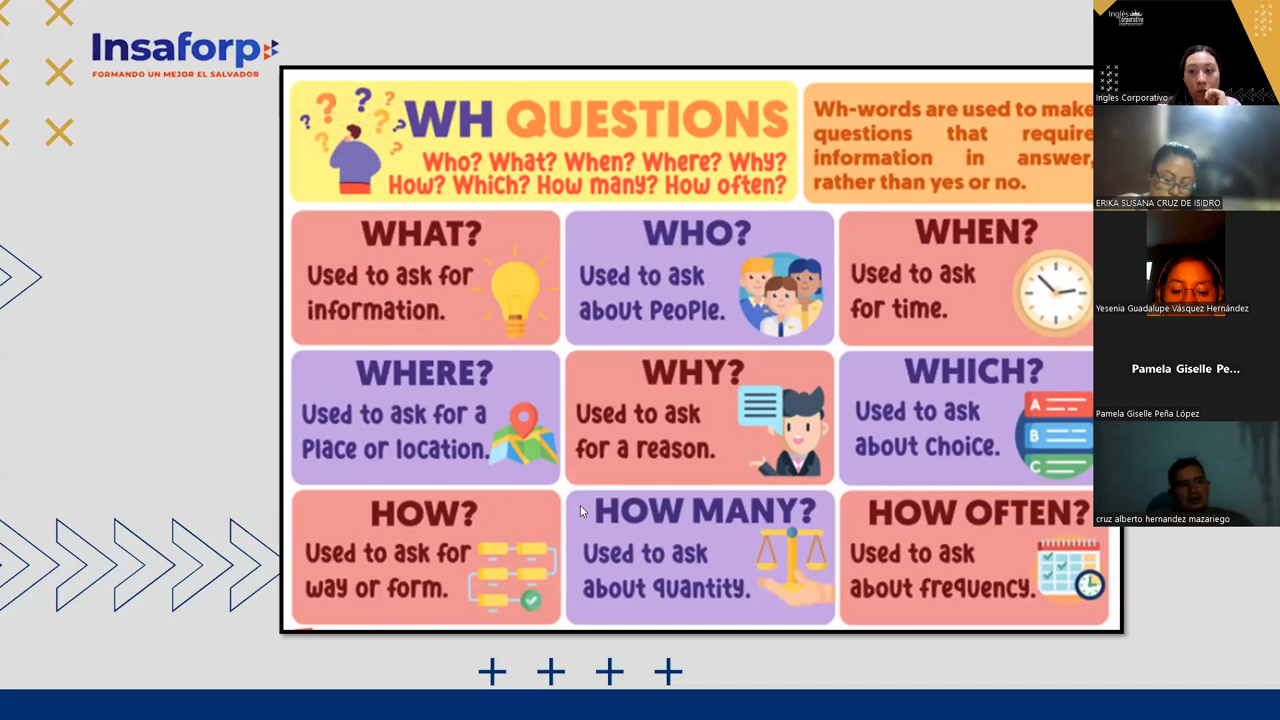 Insaforp
FORMANDO UN MEJOR EL SALVADOR
WH QUESTIONS
Who? What? When? Where? Why?
How? Which? How many? How often?
Wh-words are used to make
questions that require
information in answer,
rather than yes or no.
WHAT?
Used to ask for
information.
WHO?
Used to ask
about People.
WHEN?
Used to ask
for time.
WHERE?
Used to ask for a
Place or location.
WHY?
Used to ask
for a reason.
WHICH?
Used to ask
about Choice.
A
B
C
HOW?
Used to ask for
way or form.
HOW MANY?
Used to ask
about quantity.
HOW OFTEN?
Used to ask
about frequency.
Inglés
Corporativo
Ingles Corporativo
ERIKA SUSANA CRUZ DE ISIDRO
Yesenia Guadalupe Vásquez Hernández
Pamela Giselle Pe...
Pamela Giselle Peña López
cruz alberto hernandez mazariego